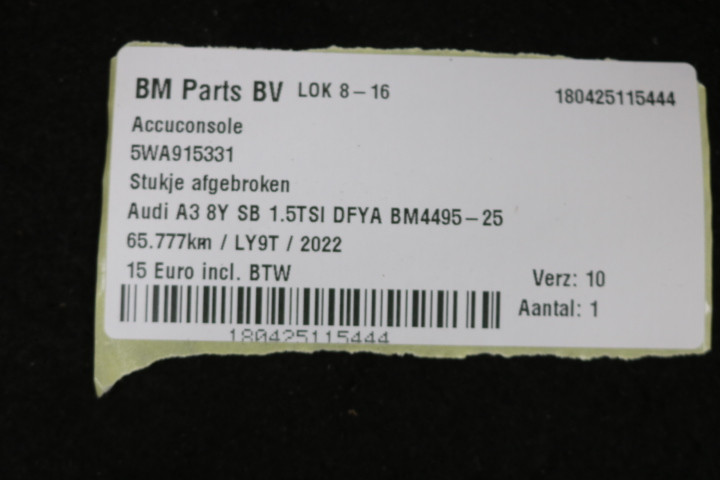 BM Parts BV LOK 8-16 180425115444
Accuconsole
5WA915331
Stukje afgebroken
Audi A3 8Y SB 1.5TSI DFYA BM4495-25
65.777km / LY9T / 2022
15 Euro incl. BTW Verz: 10
Aantal: 1
180425115444